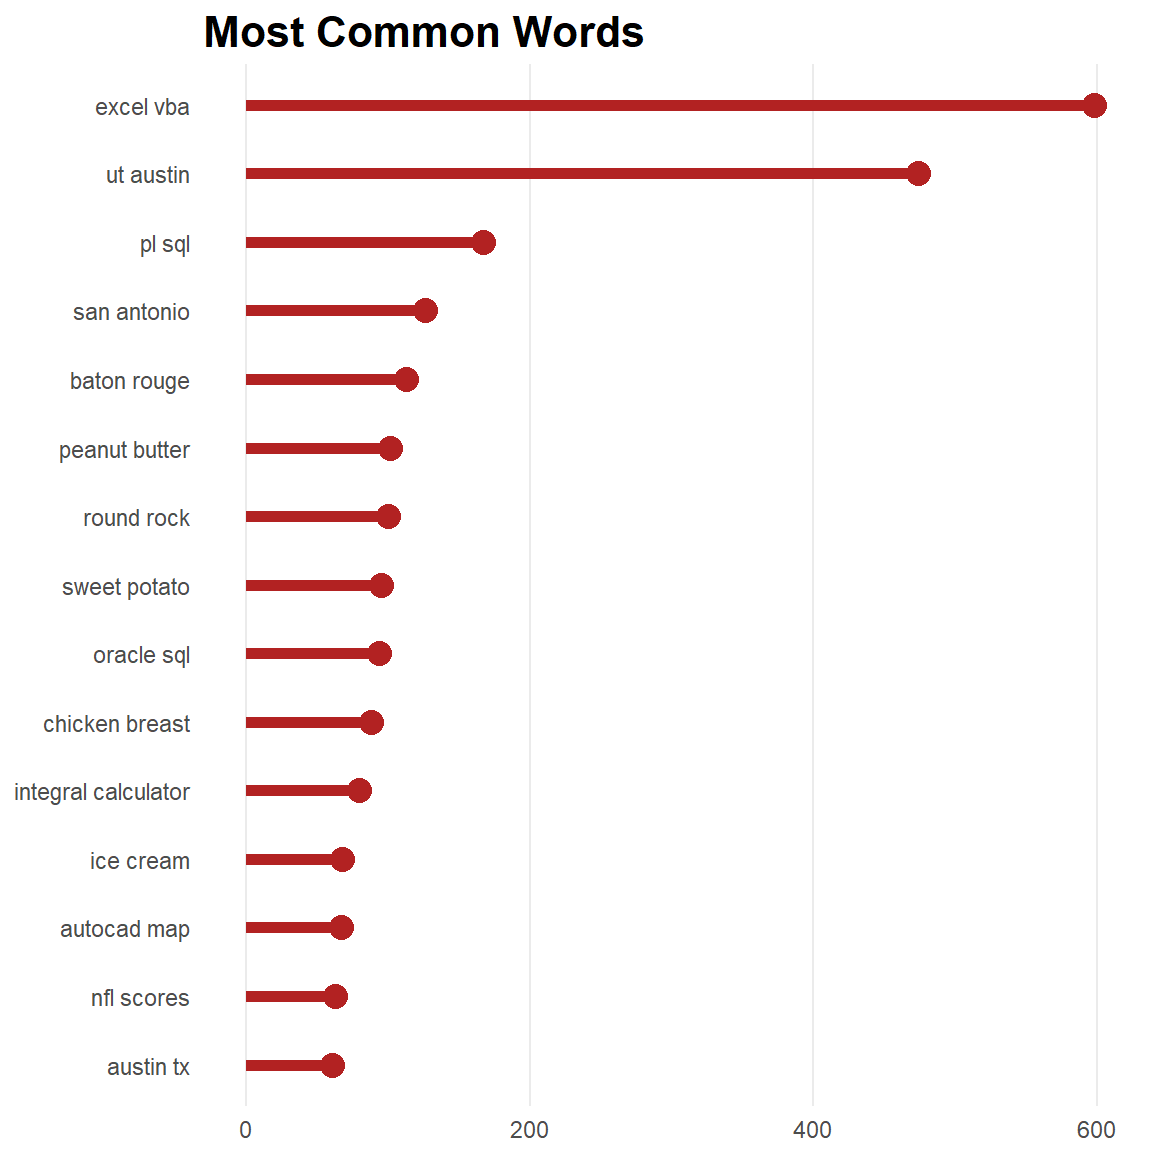 Most Common Words
excel vba
ut austin
pl sql
san antonio
baton rouge
peanut butter
round rock
sweet potato
oracle sql
chicken breast
integral calculator
ice cream
autocad map
nfl scores
austin tx
0 200 400 600